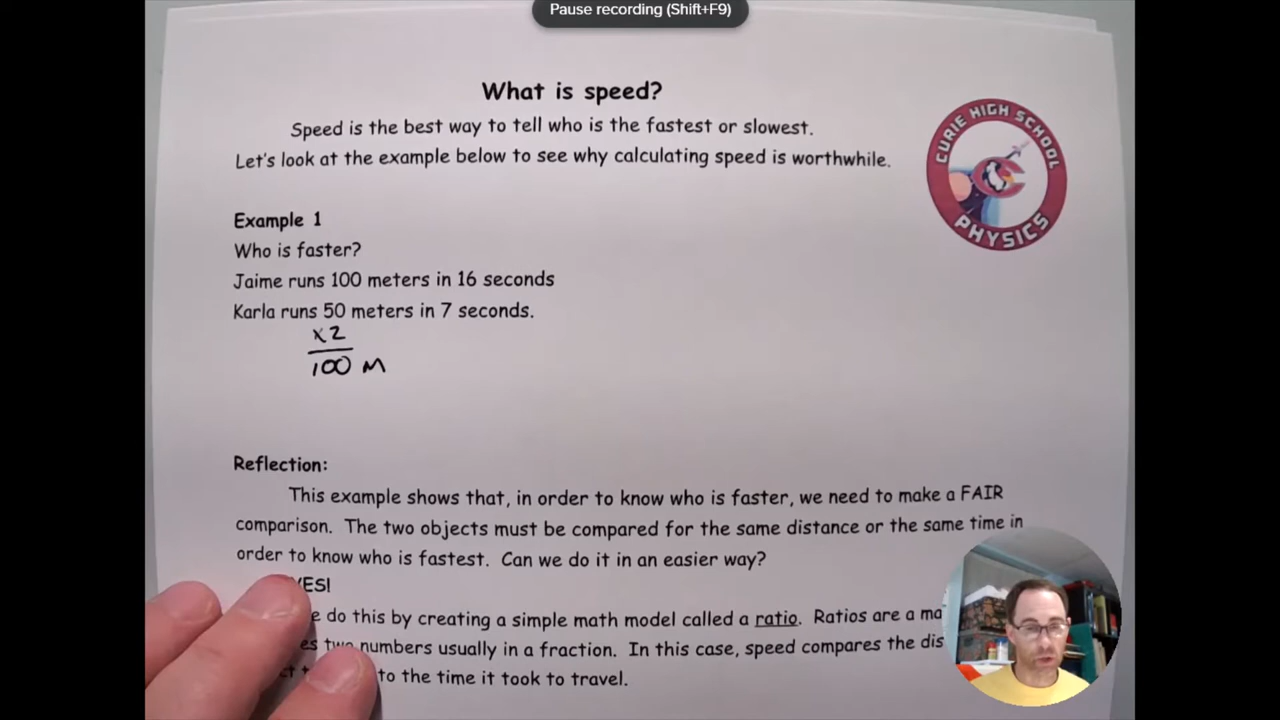 Pause recording (Shift+F9)
What is speed?
Speed is the best way to tell who is the fastest or slowest.
Let's look at the example below to see why calculating speed is worthwhile.
CURIE HIGH SCHOOL
PHYSICS
Example 1
Who is faster?
Jaime runs 100 meters in 16 seconds
Karla runs 50 meters in 7 seconds.
x2
100 M
Reflection:
This example shows that, in order to know who is faster, we need to make a FAIR
comparison. The two objects must be compared for the same distance or the same time in
order to know who is fastest. Can we do it in an easier way?
YES!
do this by creating a simple math model called a ratio. Ratios are a
two numbers usually in a fraction. In this case, speed compares the
to the time it took to travel.